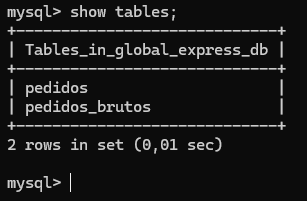 mysql> show tables;
+-----------------------------+
| Tables_in_global_express_db |
+-----------------------------+
| pedidos                     |
| pedidos_brutos              |
+-----------------------------+
2 rows in set (0,01 sec)
mysql>